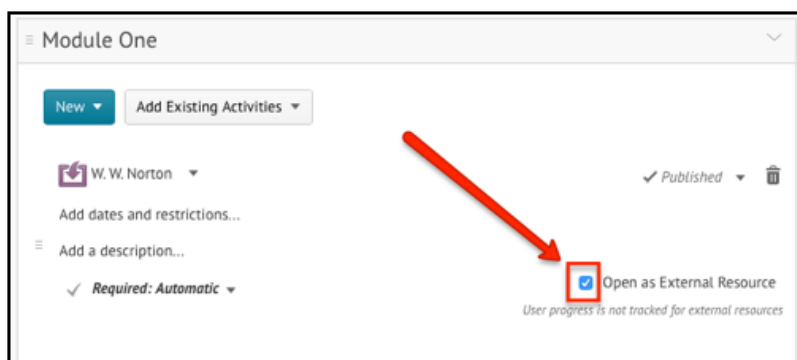 Module One
New Add Existing Activities
W. W. Norton Published
Add dates and restrictions...
Add a description...
Required: Automatic
Open as External Resource
User progress is not tracked for external resources